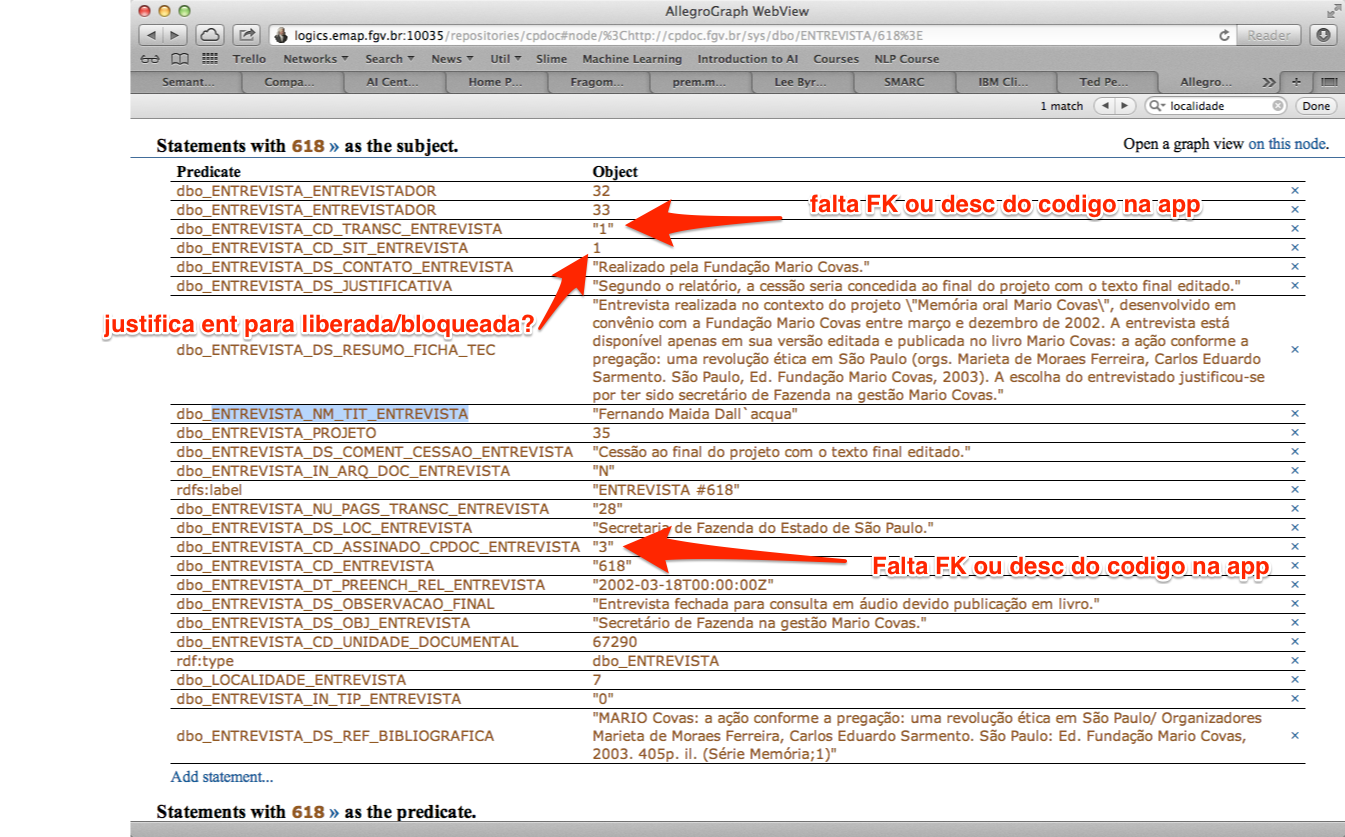 AllegroGraph WebView
logics.emap.fgv.br:10035/repositories/cpdoc#node/%3Chttp://cpdoc.fgv.br/sys/dbo/ENTREVISTA/618%3E
Reader
Trello Networks Search News Util Slime Machine Learning Introduction to AI Courses NLP Course
Semant... Compa... AI Cent... Home P... Fragom... prem.m... Lee Byr... SMARC IBM Cli... Ted Pe... Allegro...
1 match localidade Done
Statements with 618 » as the subject.
Open a graph view on this node.
Predicate Object
dbo_ENTREVISTA_ENTREVISTADOR 32 ×
falta FK ou desc do codigo na app
dbo_ENTREVISTA_ENTREVISTADOR 33 ×
dbo_ENTREVISTA_CD_TRANSC_ENTREVISTA "1" ×
dbo_ENTREVISTA_CD_SIT_ENTREVISTA 1 ×
dbo_ENTREVISTA_DS_CONTATO_ENTREVISTA "Realizado pela Fundação Mario Covas." ×
dbo_ENTREVISTA_DS_JUSTIFICATIVA "Segundo o relatório, a cessão seria concedida ao final do projeto com o texto final editado." ×
justifica ent para liberada/bloqueada?
dbo_ENTREVISTA_DS_RESUMO_FICHA_TEC
"Entrevista realizada no contexto do projeto \"Memória oral Mario Covas\", desenvolvido em
convênio com a Fundação Mario Covas entre março e dezembro de 2002. A entrevista está
disponível apenas em sua versão editada e publicada no livro Mario Covas: a ação conforme a
pregação: uma revolução ética em São Paulo (orgs. Marieta de Moraes Ferreira, Carlos Eduardo
Sarmento. São Paulo, Ed. Fundação Mario Covas, 2003). A escolha do entrevistado justificou-se
por ter sido secretário de Fazenda na gestão Mario Covas." ×
dbo_ENTREVISTA_NM_TIT_ENTREVISTA "Fernando Maida Dall`acqua" ×
dbo_ENTREVISTA_PROJETO 35 ×
dbo_ENTREVISTA_DS_COMENT_CESSAO_ENTREVISTA "Cessão ao final do projeto com o texto final editado." ×
dbo_ENTREVISTA_IN_ARQ_DOC_ENTREVISTA "N" ×
rdfs:label "ENTREVISTA #618" ×
dbo_ENTREVISTA_NU_PAGS_TRANSC_ENTREVISTA "28" ×
dbo_ENTREVISTA_DS_LOC_ENTREVISTA "Secretaria de Fazenda do Estado de São Paulo." ×
dbo_ENTREVISTA_CD_ASSINADO_CPDOC_ENTREVISTA "3" ×
dbo_ENTREVISTA_CD_ENTREVISTA "618" ×
Falta FK ou desc do codigo na app
dbo_ENTREVISTA_DT_PREENCH_REL_ENTREVISTA "2002-03-18T00:00:00Z" ×
dbo_ENTREVISTA_DS_OBSERVACAO_FINAL "Entrevista fechada para consulta em áudio devido publicação em livro." ×
dbo_ENTREVISTA_DS_OBJ_ENTREVISTA "Secretário de Fazenda na gestão Mario Covas." ×
dbo_ENTREVISTA_CD_UNIDADE_DOCUMENTAL 67290 ×
rdf:type dbo_ENTREVISTA ×
dbo_LOCALIDADE_ENTREVISTA 7 ×
dbo_ENTREVISTA_IN_TIP_ENTREVISTA "0" ×
dbo_ENTREVISTA_DS_REF_BIBLIOGRAFICA
"MARIO Covas: a ação conforme a pregação: uma revolução ética em São Paulo/ Organizadores
Marieta de Moraes Ferreira, Carlos Eduardo Sarmento. São Paulo: Ed. Fundação Mario Covas,
2003. 405p. il. (Série Memória;1)" ×
Add statement...
Statements with 618 » as the predicate.